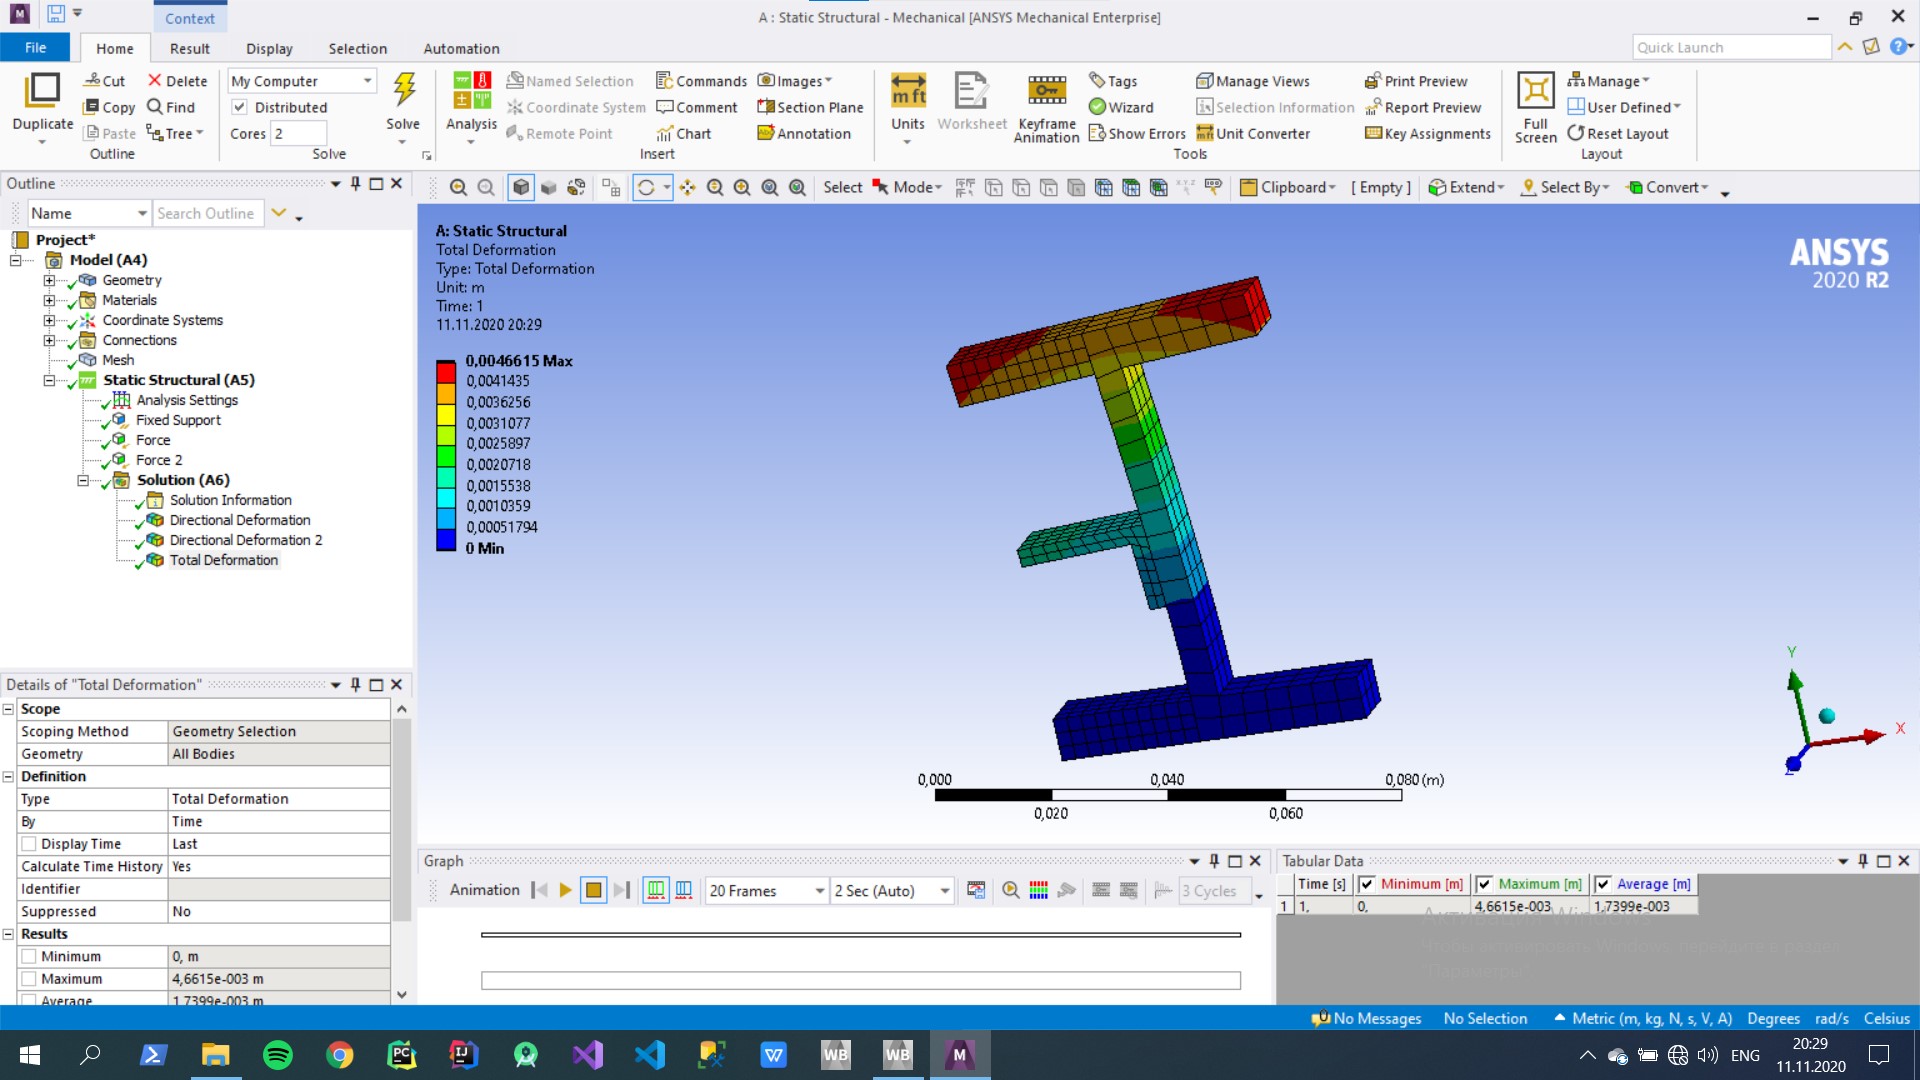 Context
A : Static Structural - Mechanical [ANSYS Mechanical Enterprise]
File Home Result Display Selection Automation
Quick Launch
Duplicate
Cut
Copy
Paste
Delete
Find
Tree
Outline
My Computer
Distributed
Cores 2
Solve
Solve
Analysis
Named Selection
Coordinate System
Remote Point
Commands
Comment
Chart
Images
Section Plane
Annotation
Insert
Units
Worksheet
Keyframe Animation
Tags
Wizard
Show Errors
Manage Views
Selection Information
Unit Converter
Print Preview
Report Preview
Key Assignments
Tools
Full Screen
Manage
User Defined
Reset Layout
Layout
Outline
Name
Search Outline
Select
Mode
Clipboard
[ Empty ]
Extend
Select By
Convert
Project*
Model (A4)
Geometry
Materials
Coordinate Systems
Connections
Mesh
Static Structural (A5)
Analysis Settings
Fixed Support
Force
Force 2
Solution (A6)
Solution Information
Directional Deformation
Directional Deformation 2
Total Deformation
A: Static Structural
Total Deformation
Type: Total Deformation
Unit: m
Time: 1
11.11.2020 20:29
0,0046615 Max
0,0041435
0,0036256
0,0031077
0,0025897
0,0020718
0,0015538
0,0010359
0,00051794
0 Min
ANSYS
2020 R2
Y
X
Z
0,000 0,040 0,080 (m)
0,020 0,060
Details of "Total Deformation"
Scope
Scoping Method Geometry Selection
Geometry All Bodies
Definition
Type Total Deformation
By Time
Display Time Last
Calculate Time History Yes
Identifier
Suppressed No
Results
Minimum 0, m
Maximum 4,6615e-003 m
Average 1,7399e-003 m
Graph
Animation 20 Frames 2 Sec (Auto) 3 Cycles
Tabular Data
Time [s] Minimum [m] Maximum [m] Average [m]
1 1, 0, 4,6615e-003 1,7399e-003
Активация Windows
Чтобы активировать Windows, перейдите в раздел
"Параметры".
No Messages No Selection Metric (m, kg, N, s, V, A) Degrees rad/s Celsius
PC
IJ
W
WB
WB
M
ENG
20:29
11.11.2020